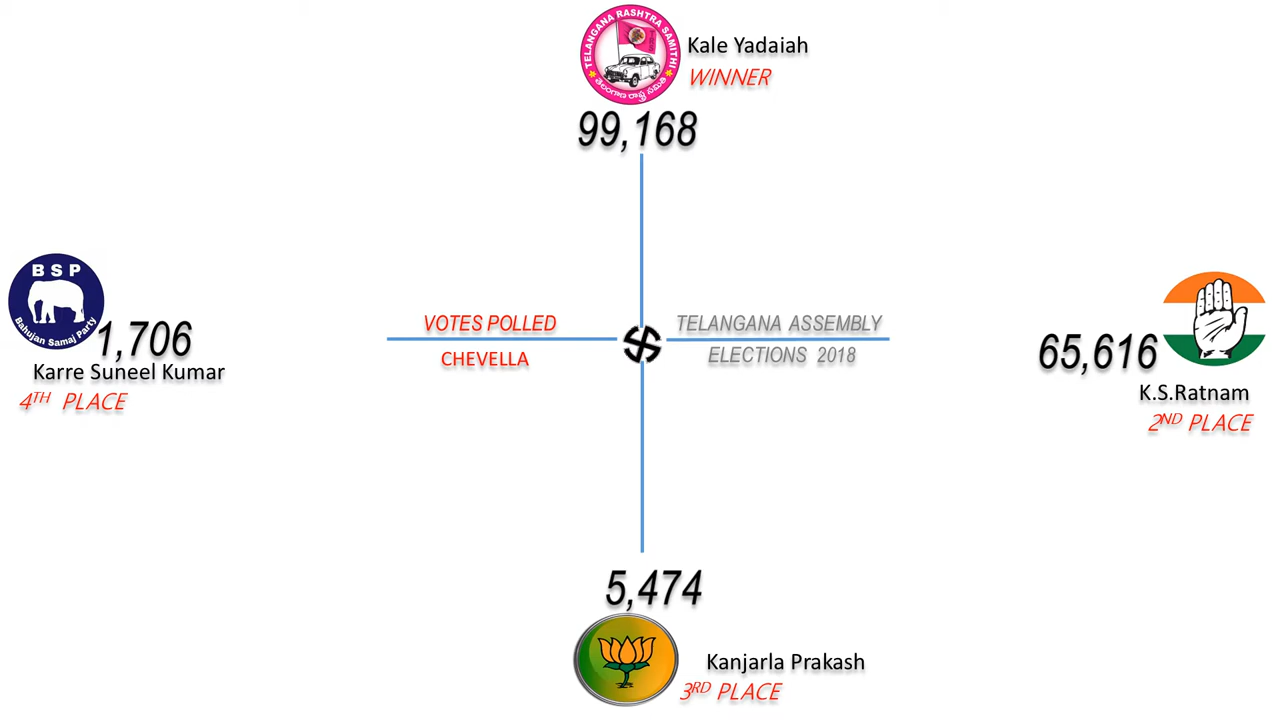 TELANGANA RASHTRA SAMITHI
తెలంగాణ రాష్ట్ర సమితి
Kale Yadaiah
WINNER
99,168
BSP
Bahujan Samaj Party
1,706
Karre Suneel Kumar
4TH PLACE
VOTES POLLED
CHEVELLA
TELANGANA ASSEMBLY
ELECTIONS 2018
65,616
K.S.Ratnam
2ND PLACE
5,474
Kanjarla Prakash
3RD PLACE